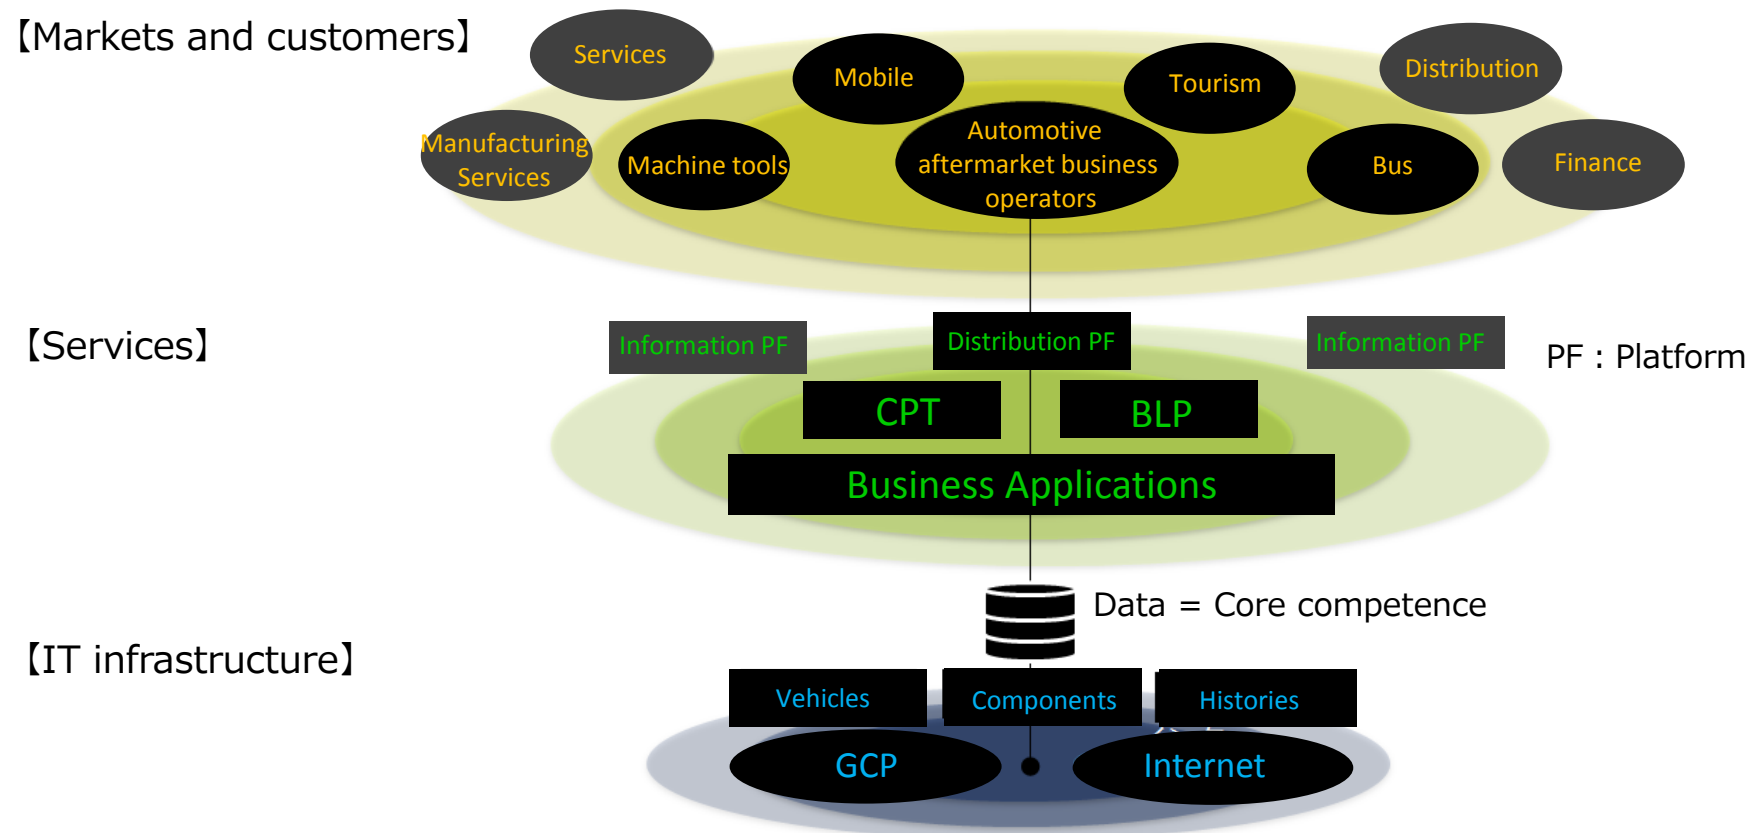 【Markets and customers】
Services
Mobile
Tourism
Distribution
Manufacturing
Services
Machine tools
Automotive
aftermarket business
operators
Bus
Finance
【Services】
Information PF
Distribution PF
Information PF
PF : Platform
CPT
BLP
Business Applications
Data = Core competence
【IT infrastructure】
Vehicles
Components
Histories
GCP
Internet